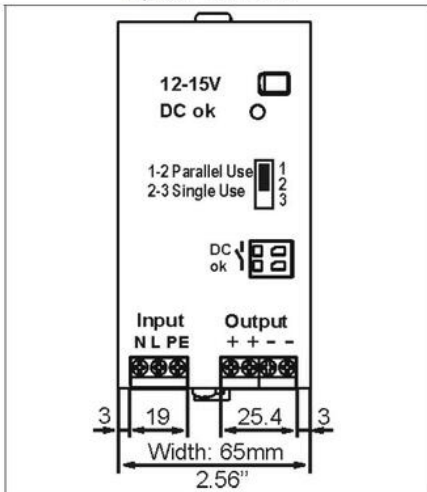 12-15V
DC ok
1-2 Parallel Use
2-3 Single Use
1
2
3
DC
ok
Input Output
N L PE + + - -
3 19 25.4 3
Width: 65mm
2.56"